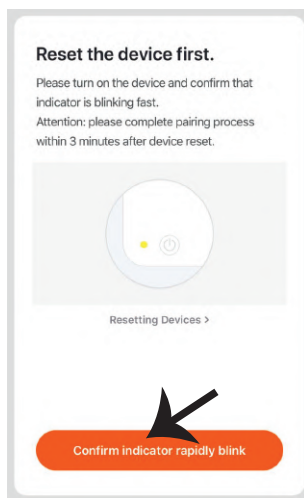 Reset the device first.
Please turn on the device and confirm that
indicator is blinking fast.
Attention: please complete pairing process
within 3 minutes after device reset.
Resetting Devices >
Confirm indicator rapidly blink